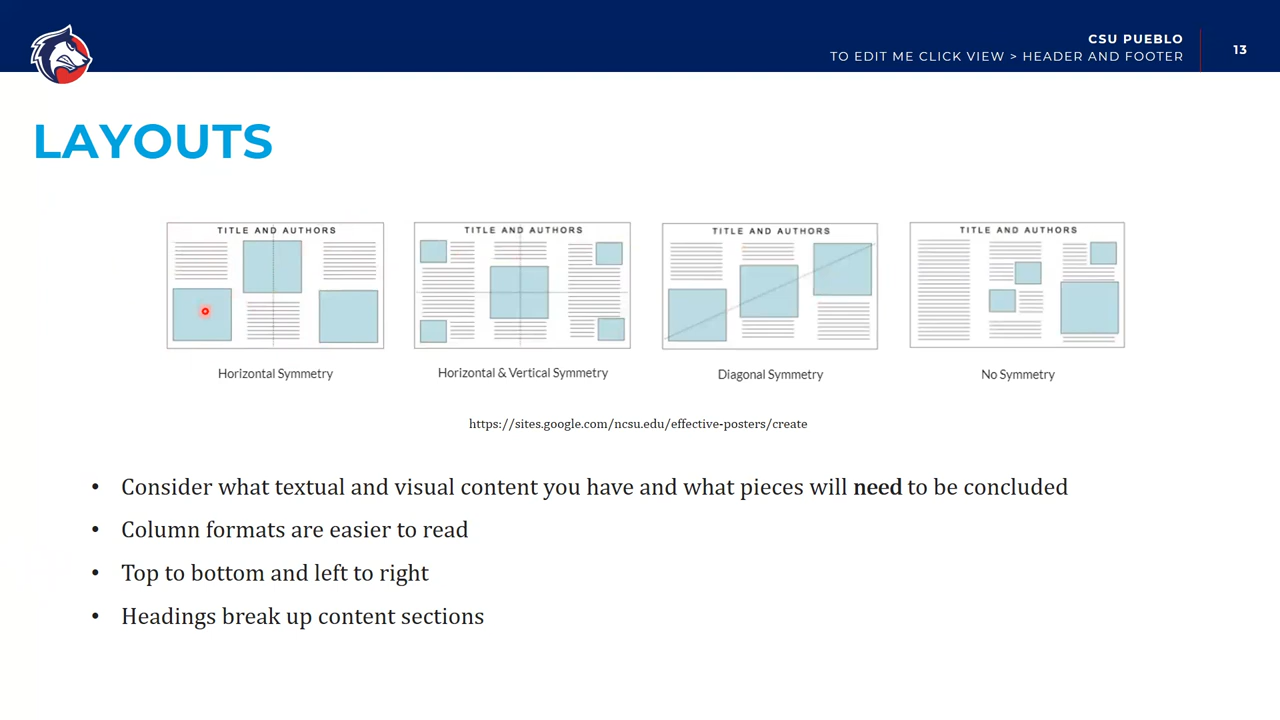 CSU PUEBLO
TO EDIT ME CLICK VIEW > HEADER AND FOOTER
13
LAYOUTS
TITLE AND AUTHORS
TITLE AND AUTHORS
TITLE AND AUTHORS
TITLE AND AUTHORS
Horizontal Symmetry
Horizontal & Vertical Symmetry
Diagonal Symmetry
No Symmetry
https://sites.google.com/ncsu.edu/effective-posters/create
• Consider what textual and visual content you have and what pieces will need to be concluded
• Column formats are easier to read
• Top to bottom and left to right
• Headings break up content sections